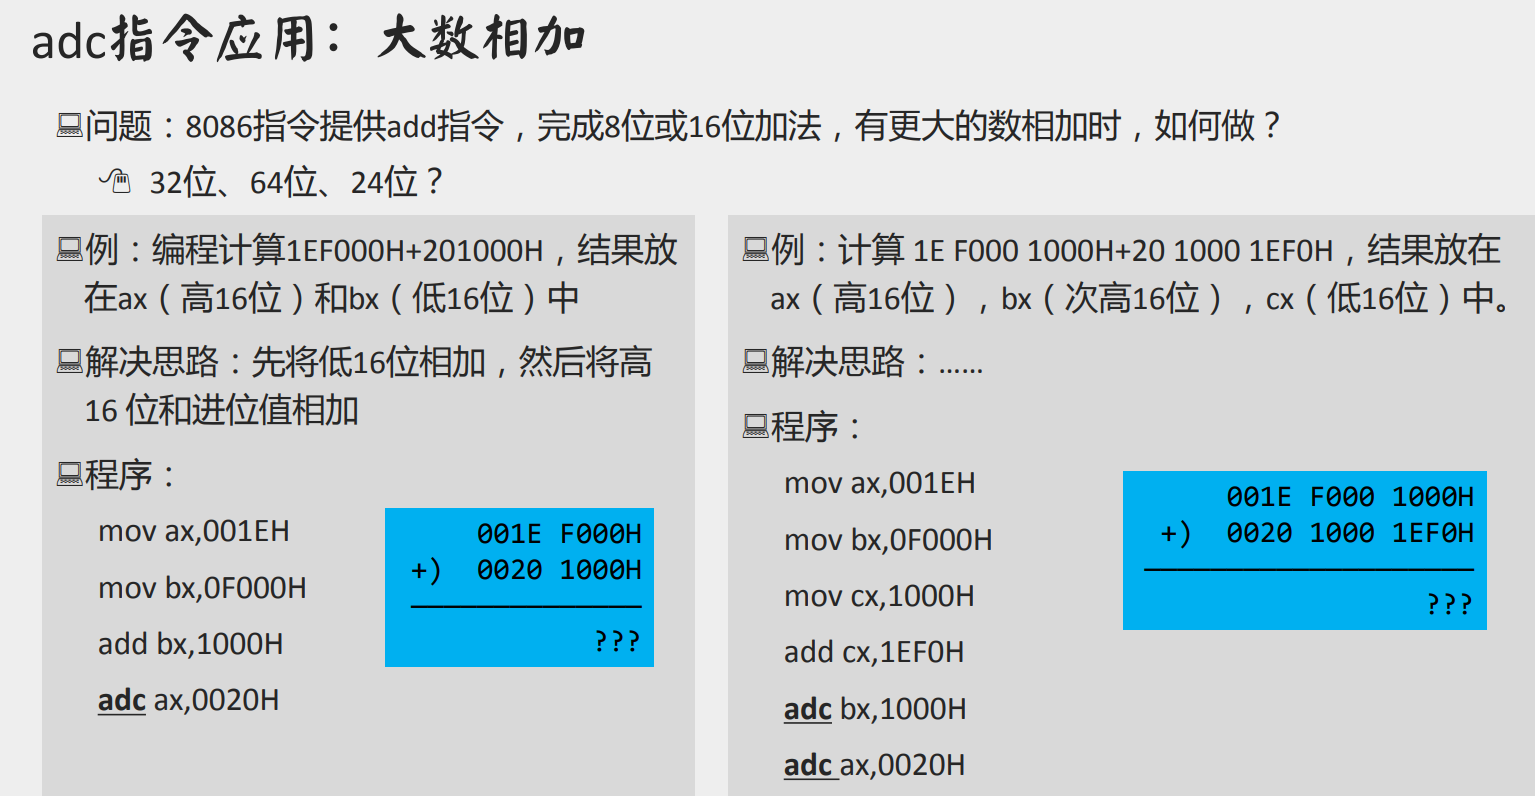 adc指令应用：大数相加
问题：8086指令提供add指令，完成8位或16位加法，有更大的数相加时，如何做？
32位、64位、24位？
例：编程计算1EF000H+201000H，结果放
在ax（高16位）和bx（低16位）中
解决思路：先将低16位相加，然后将高
16 位和进位值相加
程序：
mov ax,001EH
mov bx,0F000H
add bx,1000H
adc ax,0020H
001E F000H
+) 0020 1000H
???
例：计算 1E F000 1000H+20 1000 1EF0H，结果放在
ax（高16位），bx（次高16位），cx（低16位）中。
解决思路：……
程序：
mov ax,001EH
mov bx,0F000H
mov cx,1000H
add cx,1EF0H
adc bx,1000H
adc ax,0020H
001E F000 1000H
+) 0020 1000 1EF0H
???